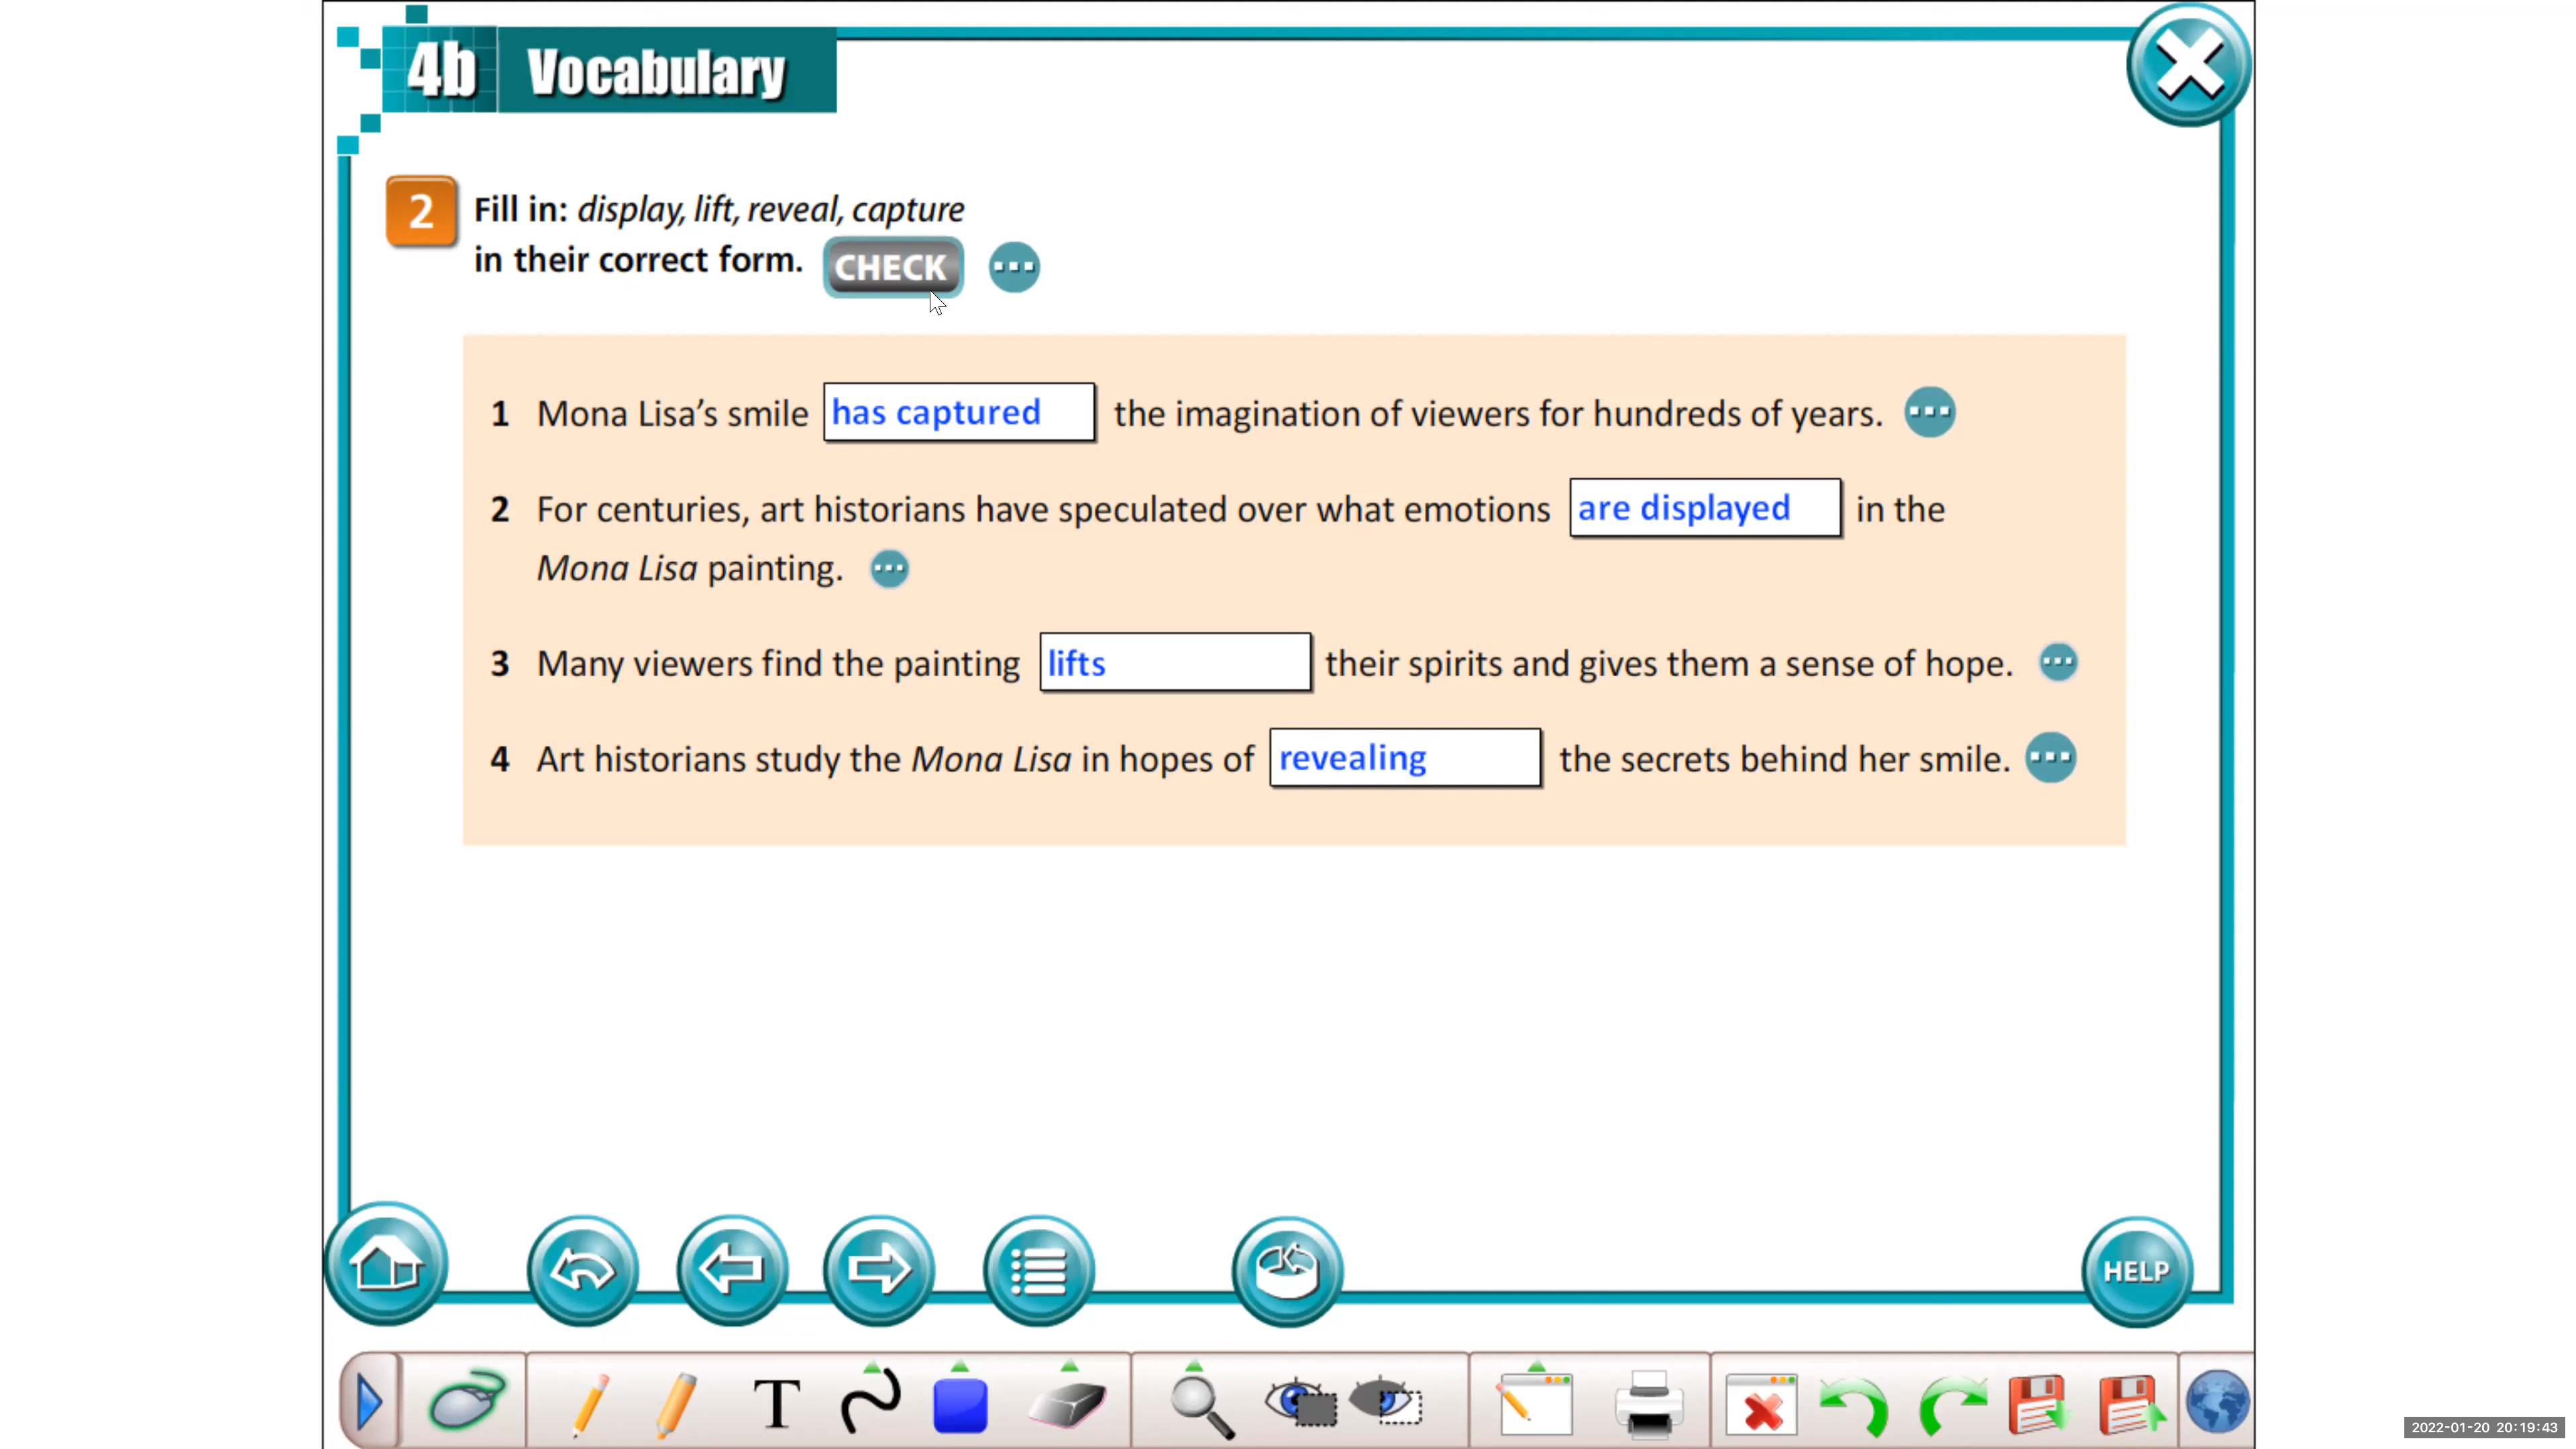 4b Vocabulary
2 Fill in: display, lift, reveal, capture
in their correct form. CHECK
1 Mona Lisa’s smile has captured the imagination of viewers for hundreds of years.
2 For centuries, art historians have speculated over what emotions are displayed in the
Mona Lisa painting.
3 Many viewers find the painting lifts their spirits and gives them a sense of hope.
4 Art historians study the Mona Lisa in hopes of revealing the secrets behind her smile.
HELP
T
2022-01-20 20:19:43